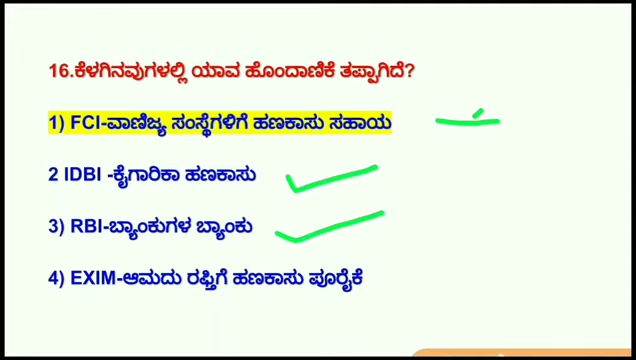 16.ಕೆಳಗಿನವುಗಳಲ್ಲಿ ಯಾವ ಹೊಂದಾಣಿಕೆ ತಪ್ಪಾಗಿದೆ?
1) FCI-ವಾಣಿಜ್ಯ ಸಂಸ್ಥೆಗಳಿಗೆ ಹಣಕಾಸು ಸಹಾಯ
2 IDBI -ಕೈಗಾರಿಕಾ ಹಣಕಾಸು
3) RBI-ಬ್ಯಾಂಕುಗಳ ಬ್ಯಾಂಕು
4) EXIM-ಆಮದು ರಫ್ತಿಗೆ ಹಣಕಾಸು ಪೂರೈಕೆ